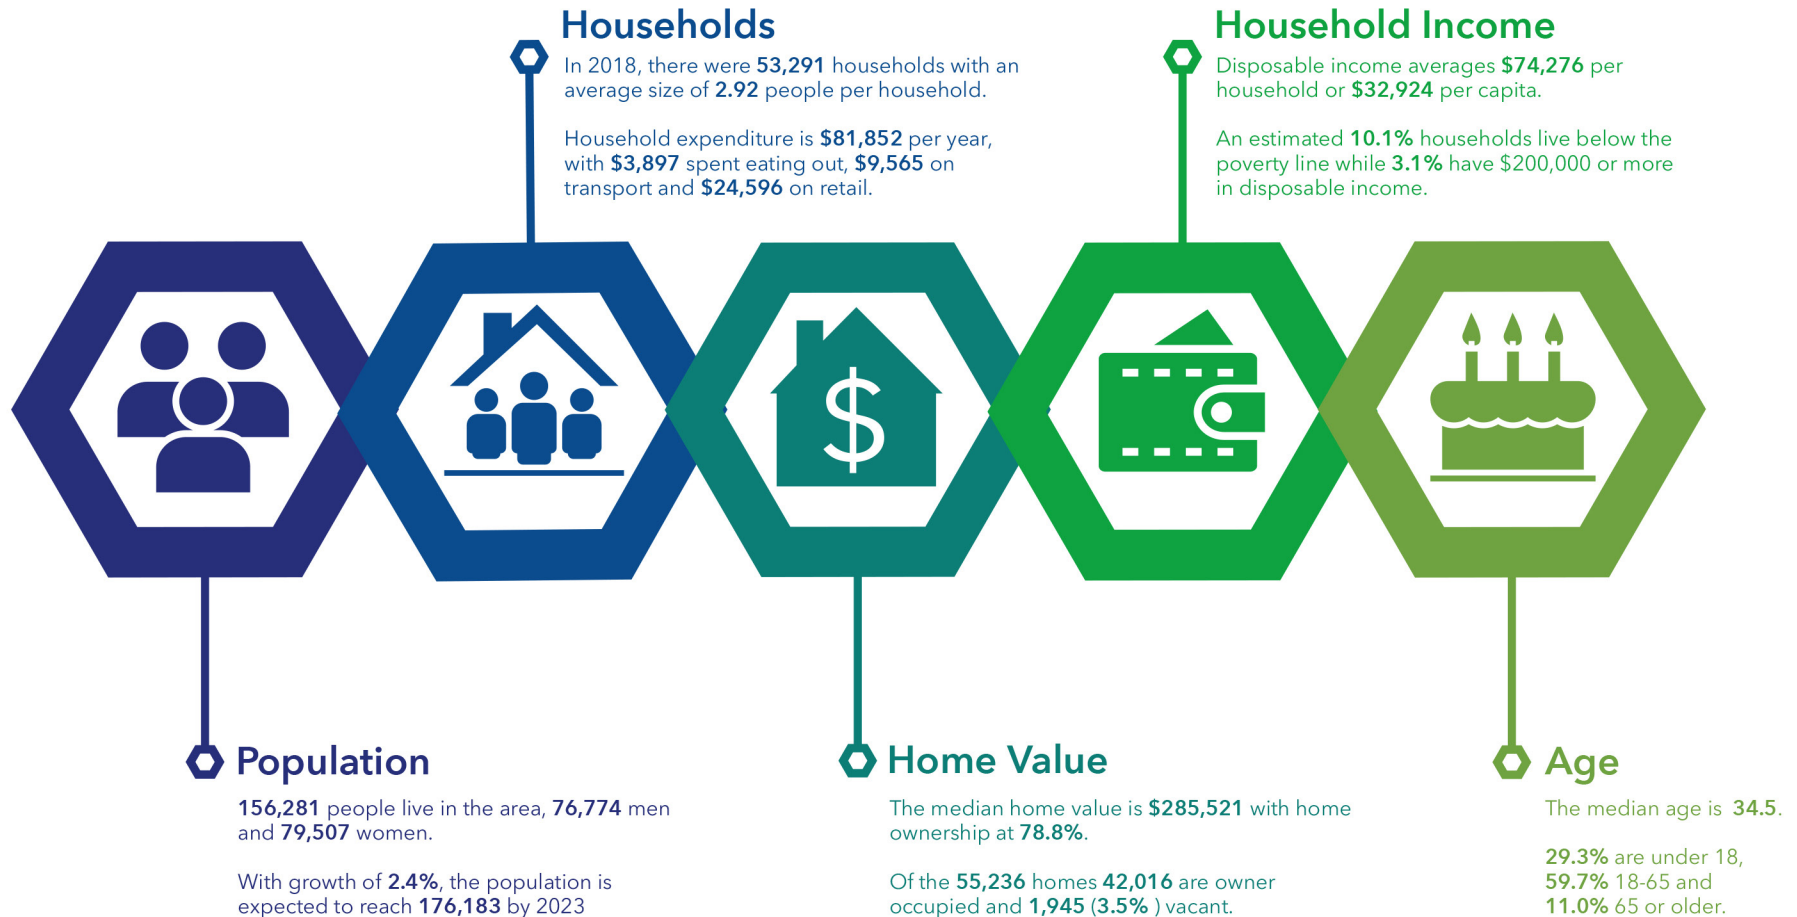 Households
In 2018, there were 53,291 households with an
average size of 2.92 people per household.
Household expenditure is $81,852 per year,
with $3,897 spent eating out, $9,565 on
transport and $24,596 on retail.
Household Income
Disposable income averages $74,276 per
household or $32,924 per capita.
An estimated 10.1% households live below the
poverty line while 3.1% have $200,000 or more
in disposable income.
$
Population
156,281 people live in the area, 76,774 men
and 79,507 women.
With growth of 2.4%, the population is
expected to reach 176,183 by 2023
Home Value
The median home value is $285,521 with home
ownership at 78.8%.
Of the 55,236 homes 42,016 are owner
occupied and 1,945 (3.5% ) vacant.
Age
The median age is 34.5.
29.3% are under 18,
59.7% 18-65 and
11.0% 65 or older.